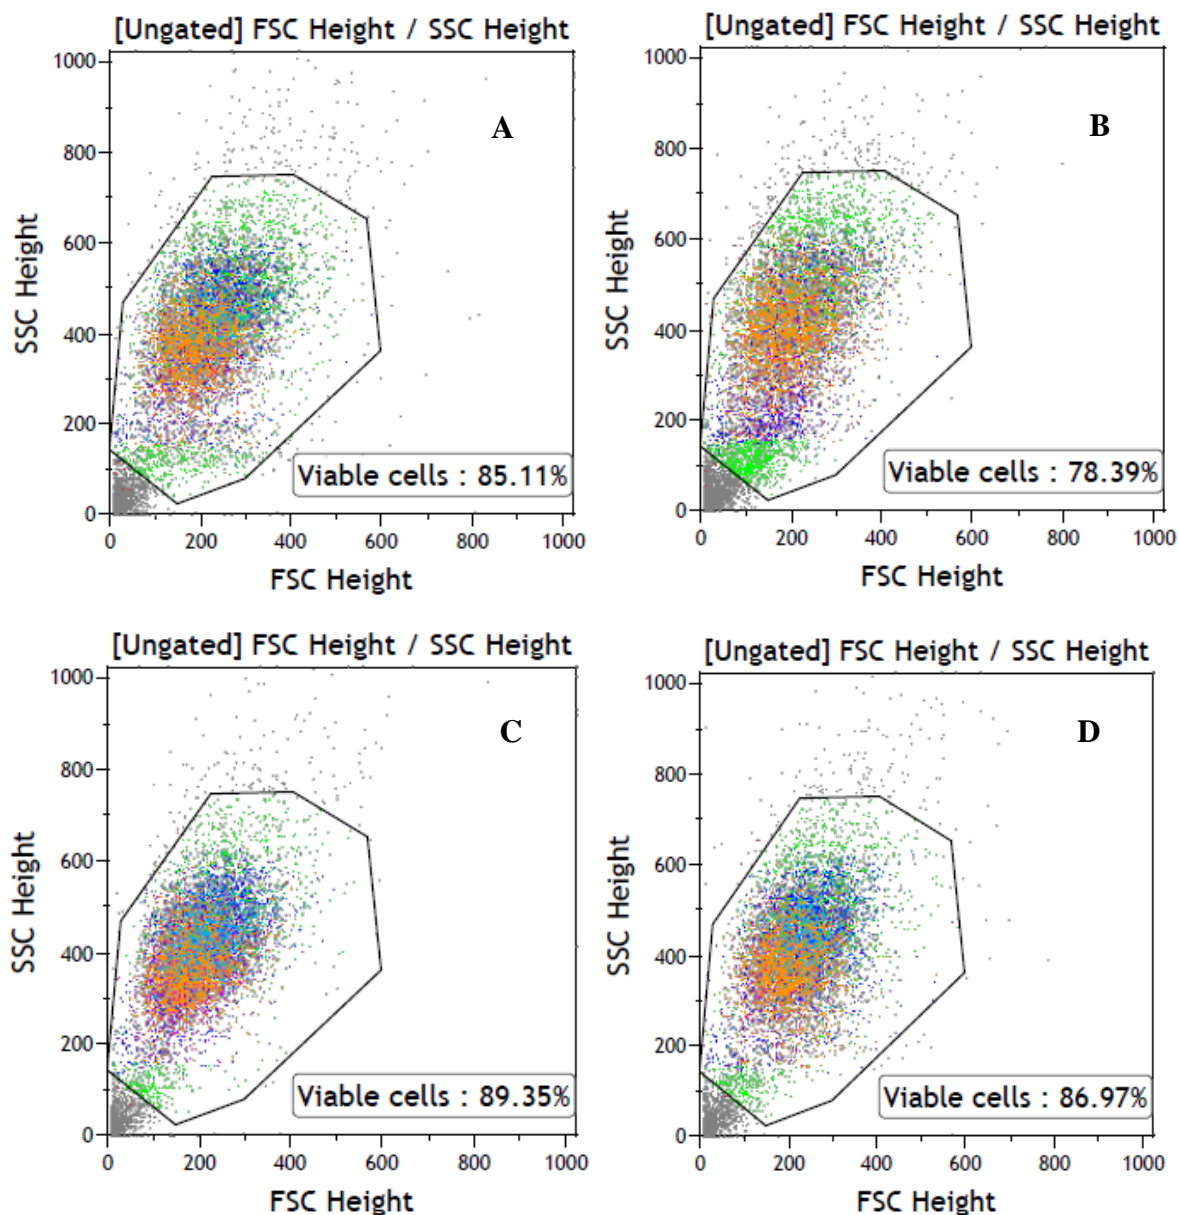 [Ungated] FSC Height / SSC Height
1000
800
600
400
200
0
SSC Height
A
Viable cells : 85.11%
0 200 400 600 800 1000
FSC Height
[Ungated] FSC Height / SSC Height
1000
800
600
400
200
0
SSC Height
B
Viable cells : 78.39%
0 200 400 600 800 1000
FSC Height
[Ungated] FSC Height / SSC Height
1000
800
600
400
200
0
SSC Height
C
Viable cells : 89.35%
0 200 400 600 800 1000
FSC Height
[Ungated] FSC Height / SSC Height
1000
800
600
400
200
0
SSC Height
D
Viable cells : 86.97%
0 200 400 600 800 1000
FSC Height